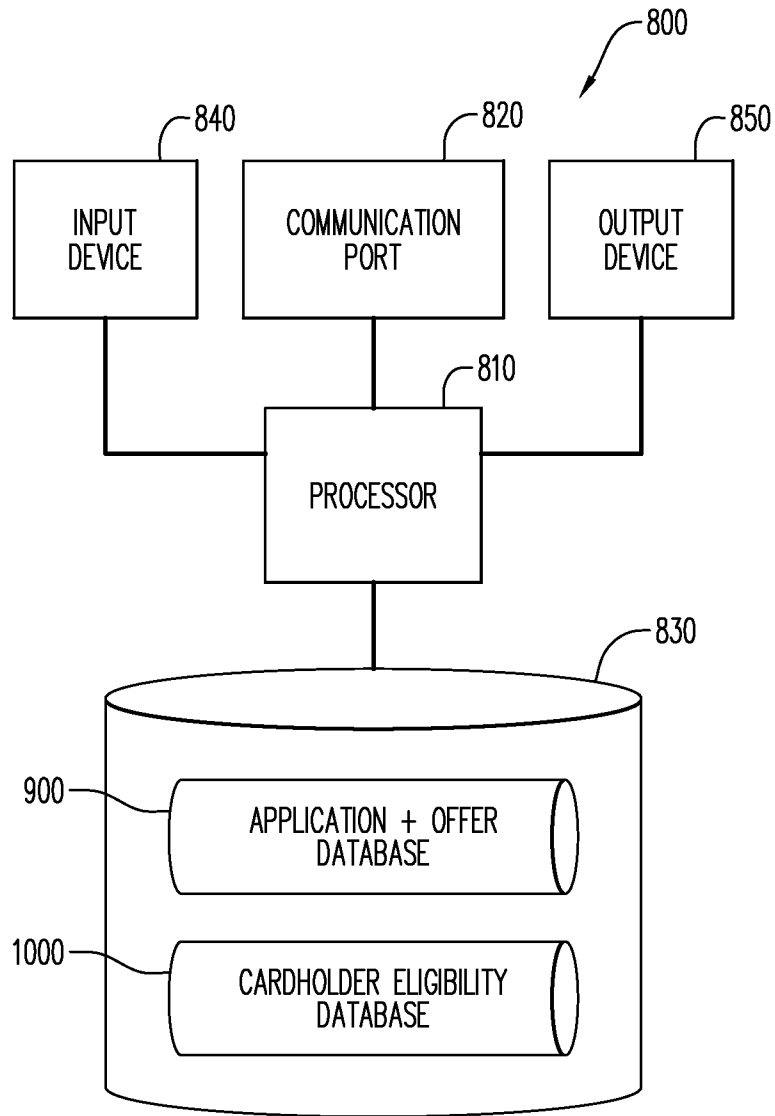 800
840
820
850
INPUT
DEVICE
COMMUNICATION
PORT
OUTPUT
DEVICE
810
PROCESSOR
830
900
APPLICATION + OFFER
DATABASE
1000
CARDHOLDER ELIGIBILITY
DATABASE